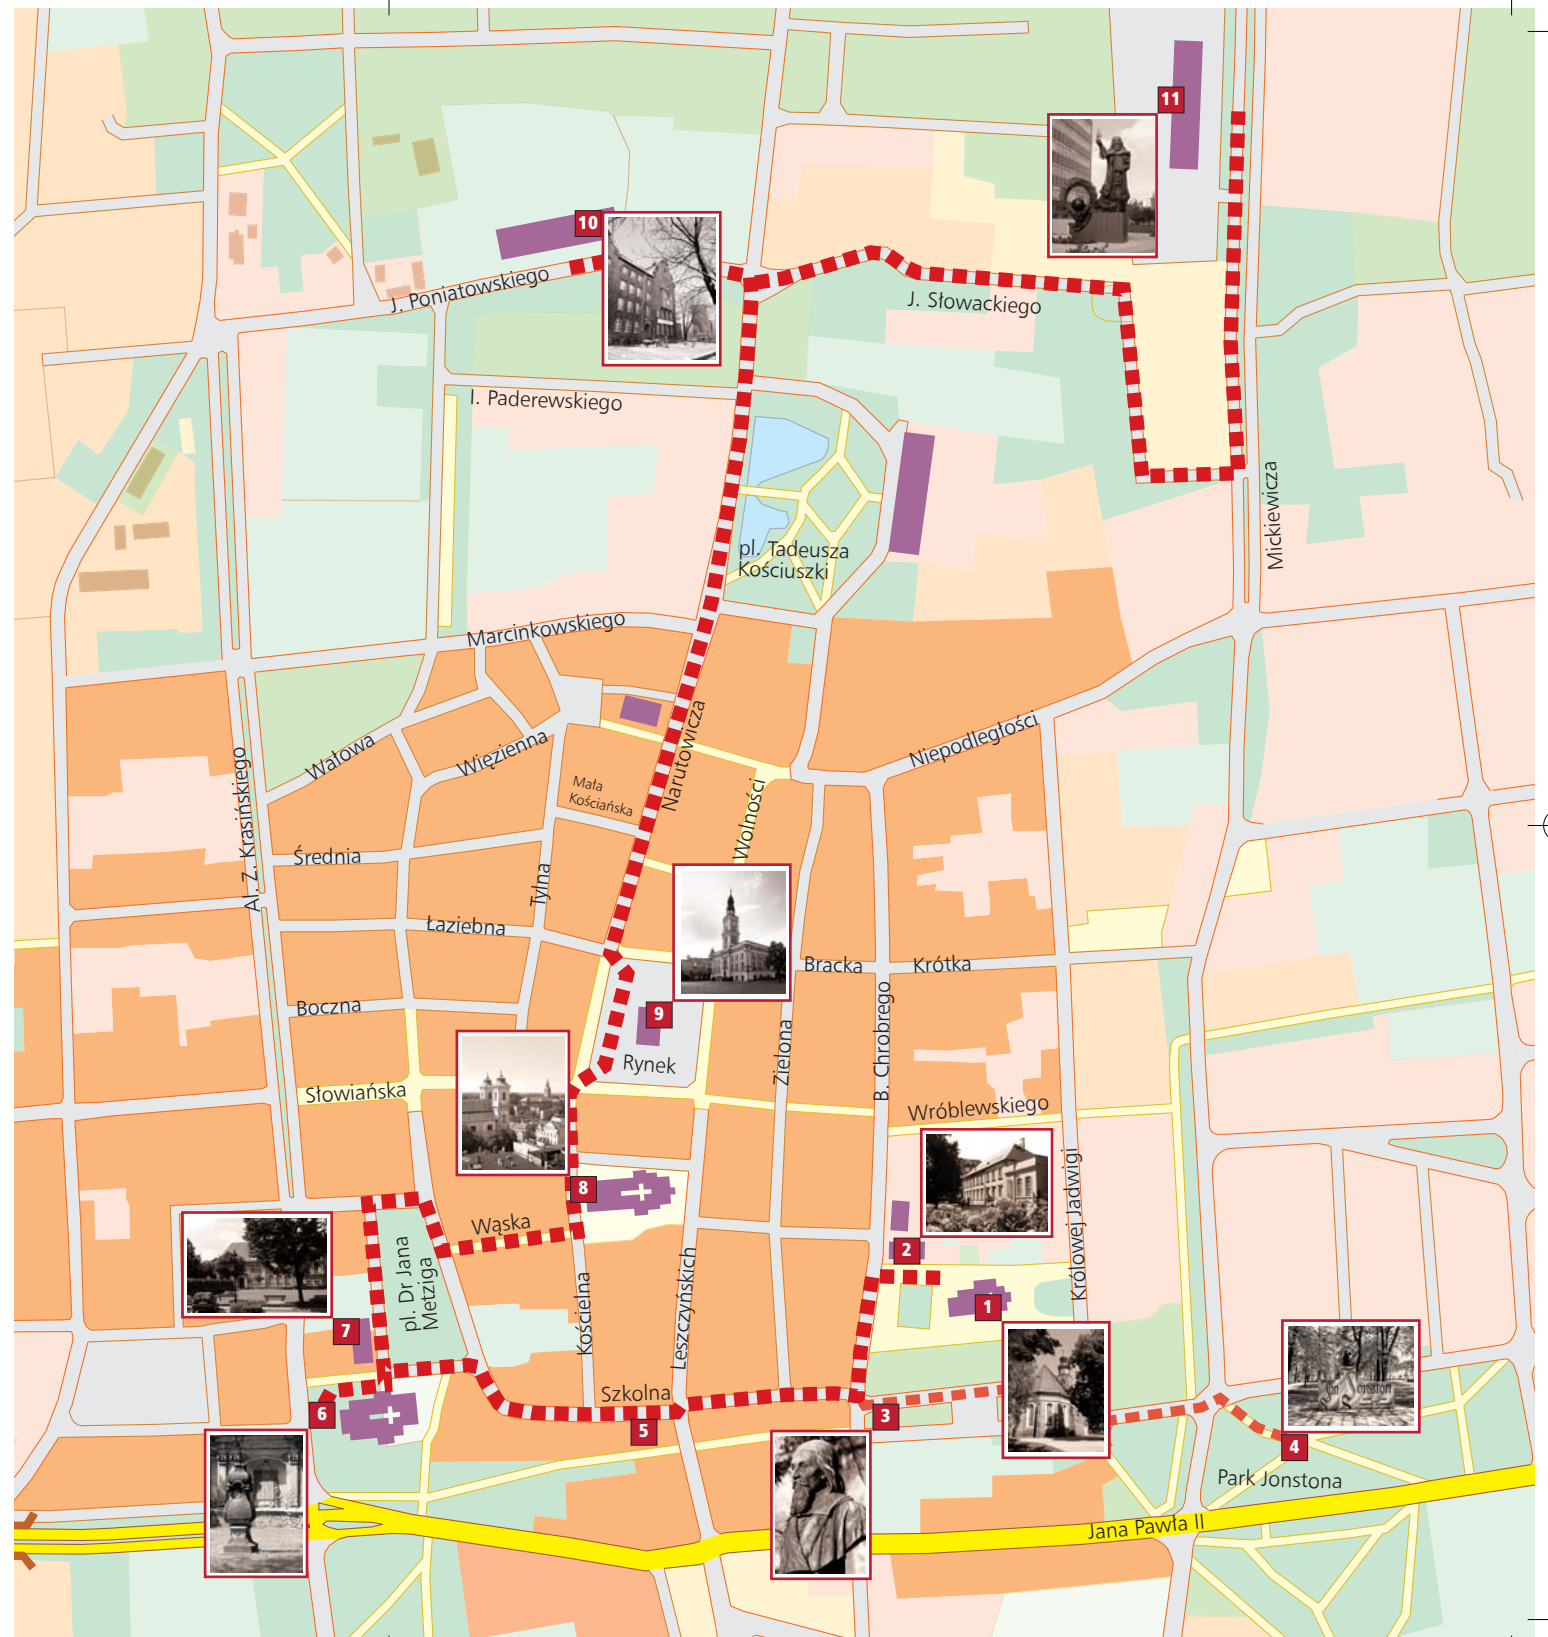 11
10
J. Poniatowskiego
J. Słowackiego
I. Paderewskiego
Mickiewicza
pl. Tadeusza
Kościuszki
Marcinkowskiego
Narutowicza
Niepodległości
Wałowa
Więzienna
Al. Z. Krasińskiego
Mała
Kościańska
Wolności
Średnia
Tylna
Łaziebna
Bracka
Krótka
Boczna
9
Rynek
Zielona
B. Chrobrego
Słowiańska
Wróblewskiego
Królowej Jadwigi
8
Wąska
2
pl. Dr Jana
Metziga
Kościelna
Leszczyńskich
1
7
Szkolna
6
5
3
4
Park Jonstona
Jana Pawła II